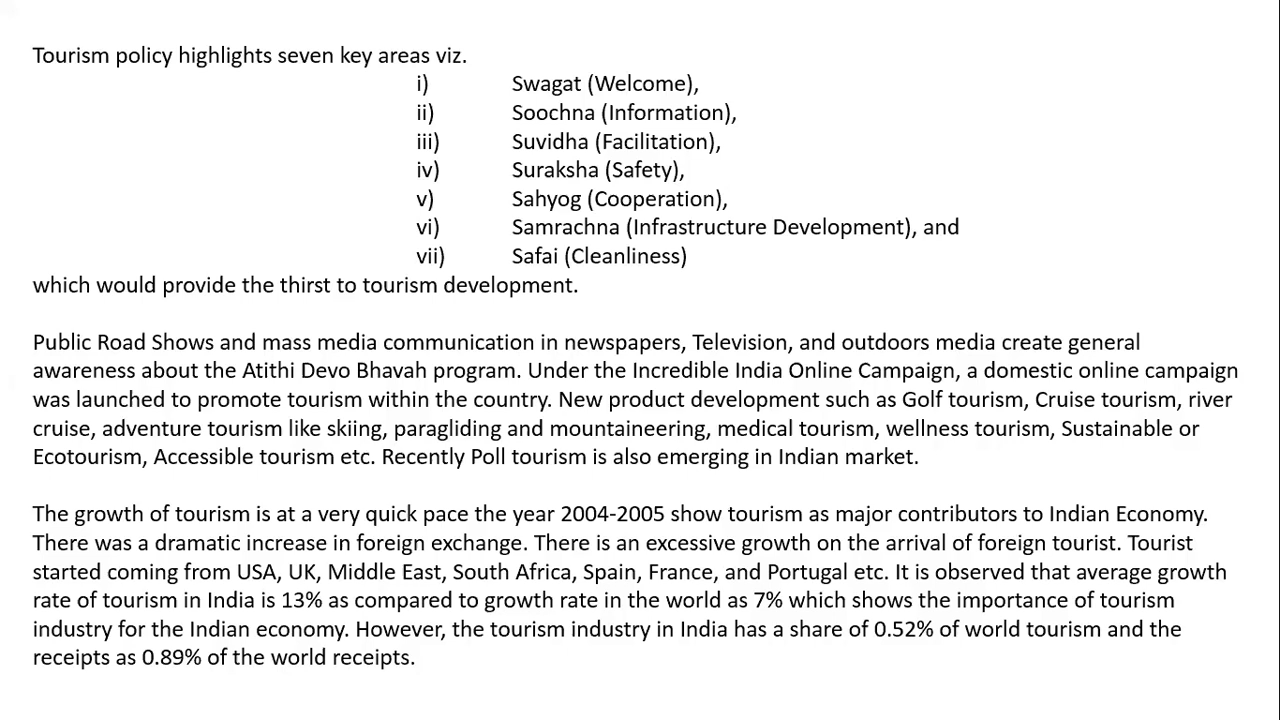 Tourism policy highlights seven key areas viz.
i) Swagat (Welcome),
ii) Soochna (Information),
iii) Suvidha (Facilitation),
iv) Suraksha (Safety),
v) Sahyog (Cooperation),
vi) Samrachna (Infrastructure Development), and
vii) Safai (Cleanliness)
which would provide the thirst to tourism development.
Public Road Shows and mass media communication in newspapers, Television, and outdoors media create general
awareness about the Atithi Devo Bhavah program. Under the Incredible India Online Campaign, a domestic online campaign
was launched to promote tourism within the country. New product development such as Golf tourism, Cruise tourism, river
cruise, adventure tourism like skiing, paragliding and mountaineering, medical tourism, wellness tourism, Sustainable or
Ecotourism, Accessible tourism etc. Recently Poll tourism is also emerging in Indian market.
The growth of tourism is at a very quick pace the year 2004-2005 show tourism as major contributors to Indian Economy.
There was a dramatic increase in foreign exchange. There is an excessive growth on the arrival of foreign tourist. Tourist
started coming from USA, UK, Middle East, South Africa, Spain, France, and Portugal etc. It is observed that average growth
rate of tourism in India is 13% as compared to growth rate in the world as 7% which shows the importance of tourism
industry for the Indian economy. However, the tourism industry in India has a share of 0.52% of world tourism and the
receipts as 0.89% of the world receipts.